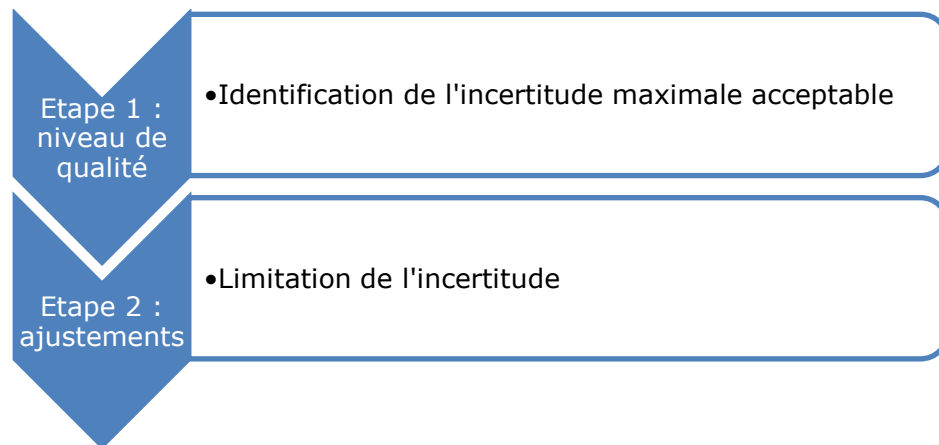 Etape 1 :
niveau de
qualité
•Identification de l'incertitude maximale acceptable
Etape 2 :
ajustements
•Limitation de l'incertitude